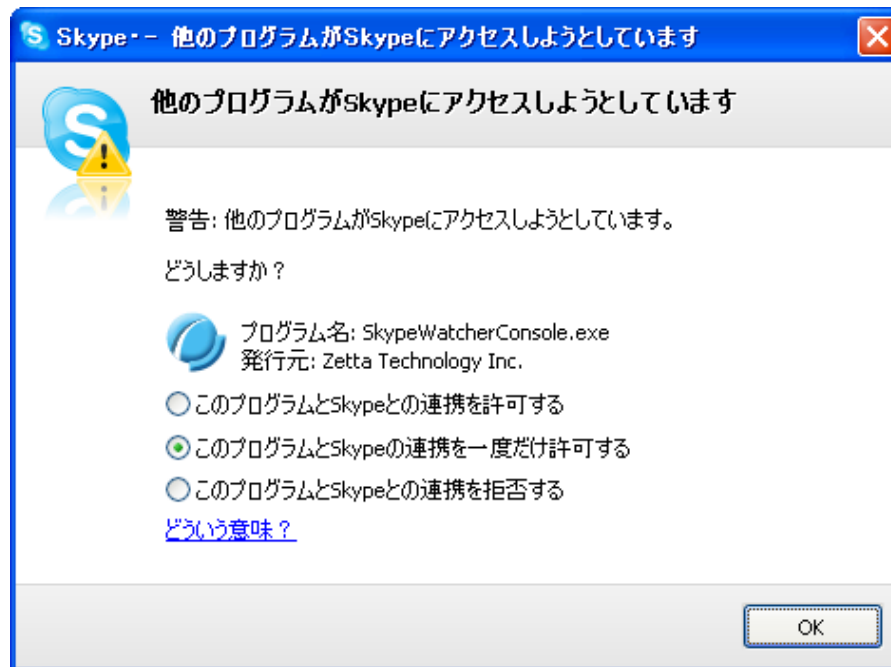 Skype・- 他のプログラムがSkypeにアクセスしようとしています
他のプログラムがSkypeにアクセスしようとしています
警告: 他のプログラムがSkypeにアクセスしようとしています。
どうしますか？
プログラム名: SkypeWatcherConsole.exe
発行元: Zetta Technology Inc.
このプログラムとSkypeとの連携を許可する
このプログラムとSkypeの連携を一度だけ許可する
このプログラムとSkypeとの連携を拒否する
どういう意味？
OK